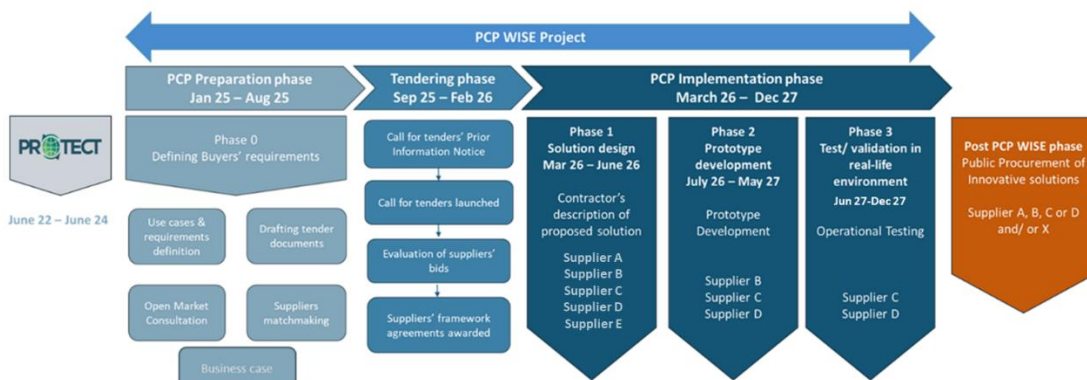 PCP WISE Project
PCP Preparation phase
Jan 25 – Aug 25
Tendering phase
Sep 25 – Feb 26
PCP Implementation phase
March 26 – Dec 27
PROTECT
June 22 – June 24
Phase 0
Defining Buyers' requirements
Use cases &
requirements
definition
Drafting tender
documents
Open Market
Consultation
Suppliers
matchmaking
Business case
Call for tenders' Prior
Information Notice
Call for tenders launched
Evaluation of suppliers'
bids
Suppliers' framework
agreements awarded
Phase 1
Solution design
Mar 26 – June 26
Contractor's
description of
proposed solution
Supplier A
Supplier B
Supplier C
Supplier D
Supplier E
Phase 2
Prototype
development
July 26 – May 27
Prototype
Development
Supplier B
Supplier C
Supplier D
Phase 3
Test/ validation in
real-life
environment
Jun 27-Dec 27
Operational Testing
Supplier C
Supplier D
Post PCP WISE phase
Public Procurement of
Innovative solutions
Supplier A, B, C or D
and/ or X